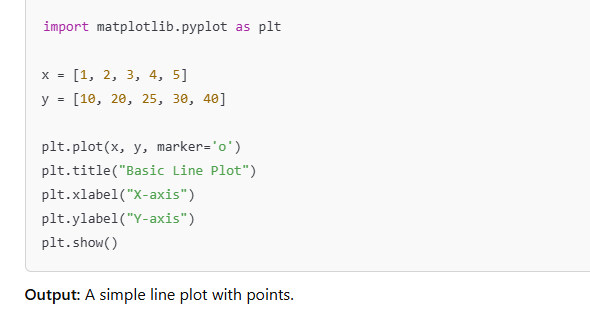 import matplotlib.pyplot as plt
x = [1, 2, 3, 4, 5]
y = [10, 20, 25, 30, 40]
plt.plot(x, y, marker='o')
plt.title("Basic Line Plot")
plt.xlabel("X-axis")
plt.ylabel("Y-axis")
plt.show()
Output: A simple line plot with points.